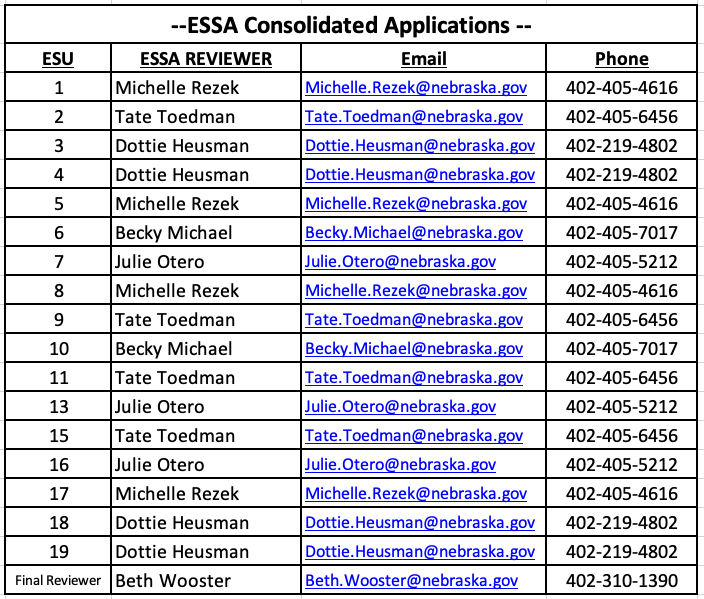 --ESSA Consolidated Applications --
ESU ESSA REVIEWER Email Phone
1 Michelle Rezek Michelle.Rezek@nebraska.gov 402-405-4616
2 Tate Toedman Tate.Toedman@nebraska.gov 402-405-6456
3 Dottie Heusman Dottie.Heusman@nebraska.gov 402-219-4802
4 Dottie Heusman Dottie.Heusman@nebraska.gov 402-219-4802
5 Michelle Rezek Michelle.Rezek@nebraska.gov 402-405-4616
6 Becky Michael Becky.Michael@nebraska.gov 402-405-7017
7 Julie Otero Julie.Otero@nebraska.gov 402-405-5212
8 Michelle Rezek Michelle.Rezek@nebraska.gov 402-405-4616
9 Tate Toedman Tate.Toedman@nebraska.gov 402-405-6456
10 Becky Michael Becky.Michael@nebraska.gov 402-405-7017
11 Tate Toedman Tate.Toedman@nebraska.gov 402-405-6456
13 Julie Otero Julie.Otero@nebraska.gov 402-405-5212
15 Tate Toedman Tate.Toedman@nebraska.gov 402-405-6456
16 Julie Otero Julie.Otero@nebraska.gov 402-405-5212
17 Michelle Rezek Michelle.Rezek@nebraska.gov 402-405-4616
18 Dottie Heusman Dottie.Heusman@nebraska.gov 402-219-4802
19 Dottie Heusman Dottie.Heusman@nebraska.gov 402-219-4802
Final Reviewer Beth Wooster Beth.Wooster@nebraska.gov 402-310-1390